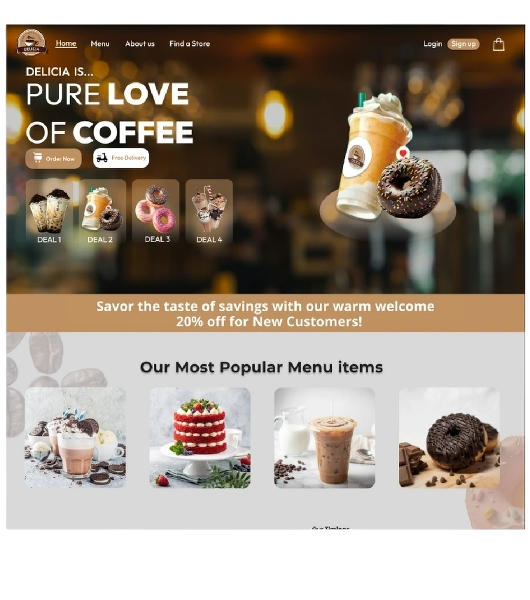 DELICIA
Home Menu About us Find a Store Login Sign up
DELICIA IS...
PURE LOVE
OF COFFEE
Order Now Free Delivery
DEAL 1 DEAL 2 DEAL 3 DEAL 4
Savor the taste of savings with our warm welcome
20% off for New Customers!
Our Most Popular Menu items